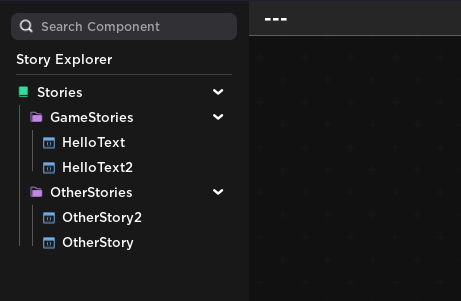 Search Component
---
Story Explorer
Stories
GameStories
HelloText
HelloText2
OtherStories
OtherStory2
OtherStory